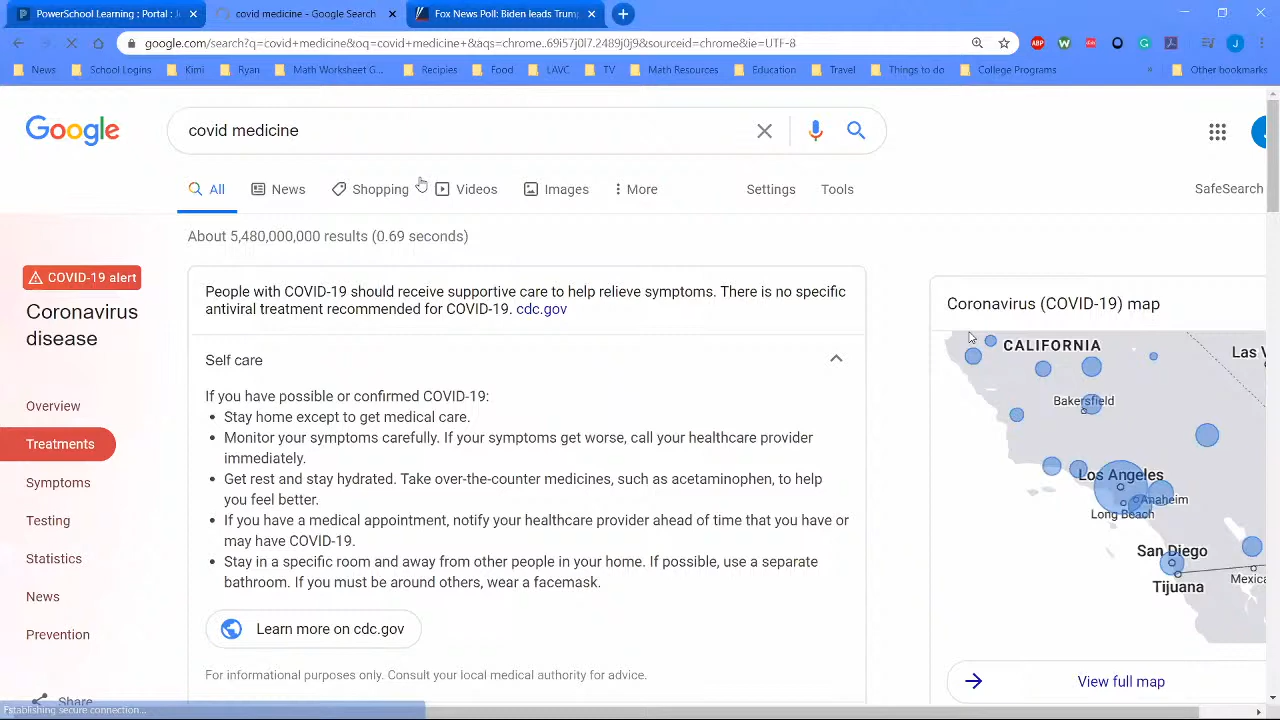 PowerSchool Learning : Portal :
covid medicine - Google Search
Fox News Poll: Biden leads Trump
google.com/search?q=covid+medicine&oq=covid+medicine+&aqs=chrome..69i57j0l7.2489j0j9&sourceid=chrome&ie=UTF-8
News School Logins Kimi Ryan Math Worksheet G... Recipies Food LAVC TV Math Resources Education Travel Things to do College Programs » Other bookmarks
Google
covid medicine
All News Shopping Videos Images More Settings Tools SafeSearch
About 5,480,000,000 results (0.69 seconds)
COVID-19 alert
Coronavirus
disease
Overview
Treatments
Symptoms
Testing
Statistics
News
Prevention
Share
People with COVID-19 should receive supportive care to help relieve symptoms. There is no specific
antiviral treatment recommended for COVID-19. cdc.gov
Self care
If you have possible or confirmed COVID-19:
• Stay home except to get medical care.
• Monitor your symptoms carefully. If your symptoms get worse, call your healthcare provider
immediately.
• Get rest and stay hydrated. Take over-the-counter medicines, such as acetaminophen, to help
you feel better.
• If you have a medical appointment, notify your healthcare provider ahead of time that you have or
may have COVID-19.
• Stay in a specific room and away from other people in your home. If possible, use a separate
bathroom. If you must be around others, wear a facemask.
Learn more on cdc.gov
For informational purposes only. Consult your local medical authority for advice.
Coronavirus (COVID-19) map
CALIFORNIA
Las V
Bakersfield
Los Angeles
Anaheim
Long Beach
San Diego
Tijuana
Mexica
View full map
Establishing secure connection...